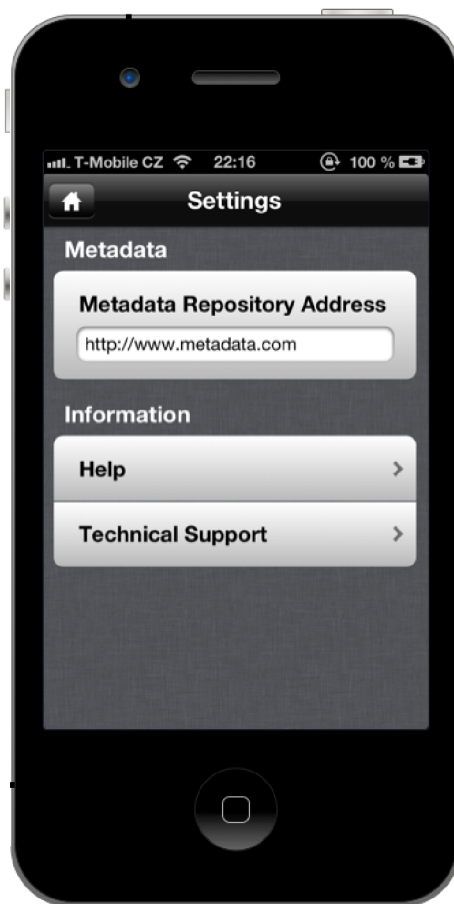 T-Mobile CZ 22:16 100 %
Settings
Metadata
Metadata Repository Address
http://www.metadata.com
Information
Help
Technical Support